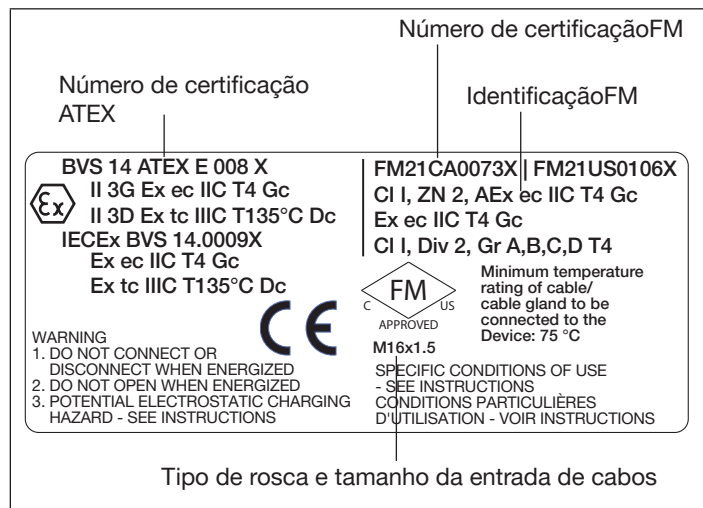 Número de certificaçãoFM
Número de certificação
ATEX
IdentificaçãoFM
BVS 14 ATEX E 008 X
II 3G Ex ec IIC T4 Gc
II 3D Ex tc IIIC T135°C Dc
IECEx BVS 14.0009X
Ex ec IIC T4 Gc
Ex tc IIIC T135°C Dc
Ex
CE
WARNING
1. DO NOT CONNECT OR
DISCONNECT WHEN ENERGIZED
2. DO NOT OPEN WHEN ENERGIZED
3. POTENTIAL ELECTROSTATIC CHARGING
HAZARD - SEE INSTRUCTIONS
FM21CA0073X | FM21US0106X
Cl I, ZN 2, AEx ec IIC T4 Gc
Ex ec IIC T4 Gc
Cl I, Div 2, Gr A,B,C,D T4
FM
C US
APPROVED
M16x1.5
Minimum temperature
rating of cable/
cable gland to be
connected to the
Device: 75 °C
SPECIFIC CONDITIONS OF USE
- SEE INSTRUCTIONS
CONDITIONS PARTICULIÈRES
D'UTILISATION - VOIR INSTRUCTIONS
Tipo de rosca e tamanho da entrada de cabos